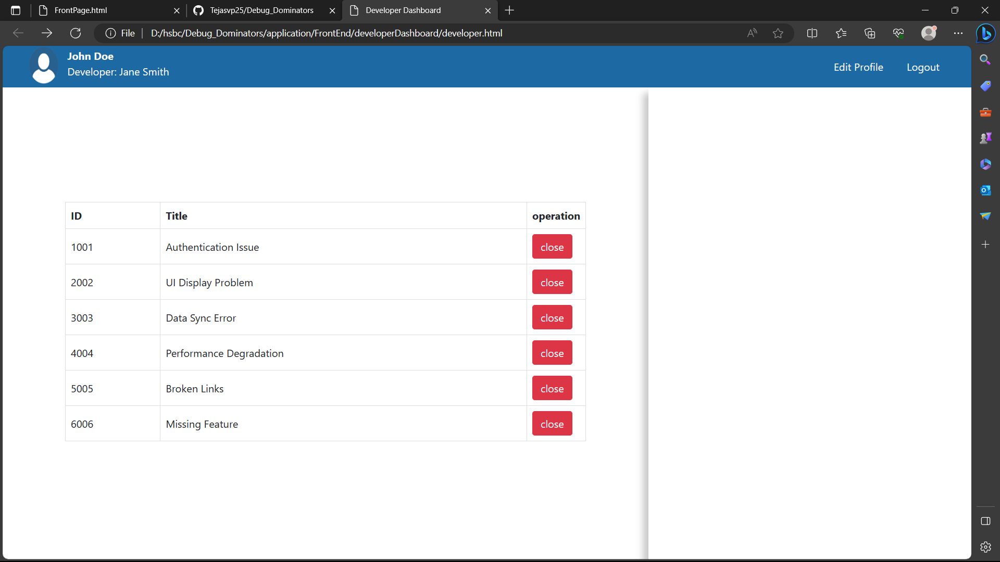 FrontPage.html
Tejasvp25/Debug_Dominators
Developer Dashboard
File D:/hsbc/Debug_Dominators/application/FrontEnd/developerDashboard/developer.html
John Doe
Developer: Jane Smith
Edit Profile Logout
ID Title operation
1001 Authentication Issue close
2002 UI Display Problem close
3003 Data Sync Error close
4004 Performance Degradation close
5005 Broken Links close
6006 Missing Feature close